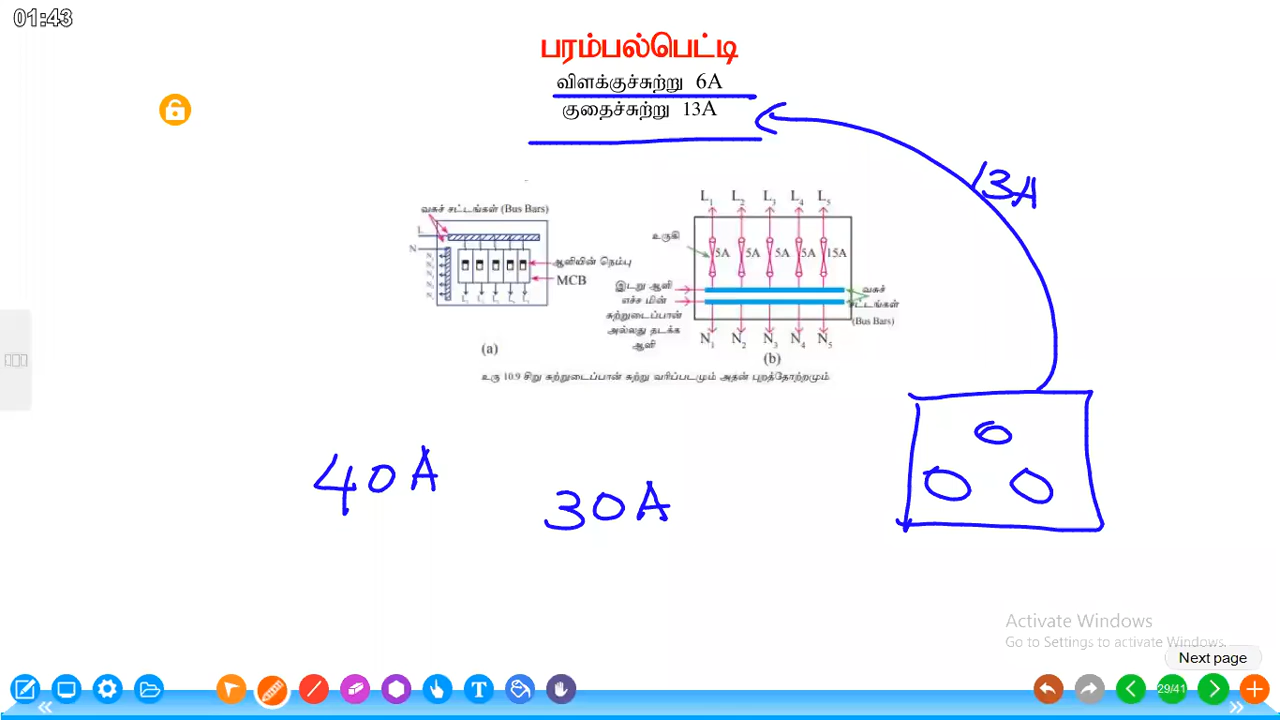 01:43
பரம்பல்பெட்டி
விளக்குச்சுற்று 6A
குதைச்சுற்று 13A
13A
வசுச் சட்டங்கள் (Bus Bars)
L
N
ஆளியின் நெம்பு
MCB
(a)
L1 L2 L3 L4 L5
உருகி
5A 5A 5A 5A 15A
இடறு ஆளி
எச்ச மின்
சுற்றுடைப்பான்
அல்லது தடக்க
ஆளி
வசுச்
சட்டங்கள்
(Bus Bars)
N1 N2 N3 N4 N5
(b)
உரு 10.9 சிறு சுற்றுடைப்பான் சுற்று வரிப்படமும் அதன் புறத்தோற்றமும்
40A
30A
Activate Windows
Go to Settings to activate Windows.
Next page
29/41